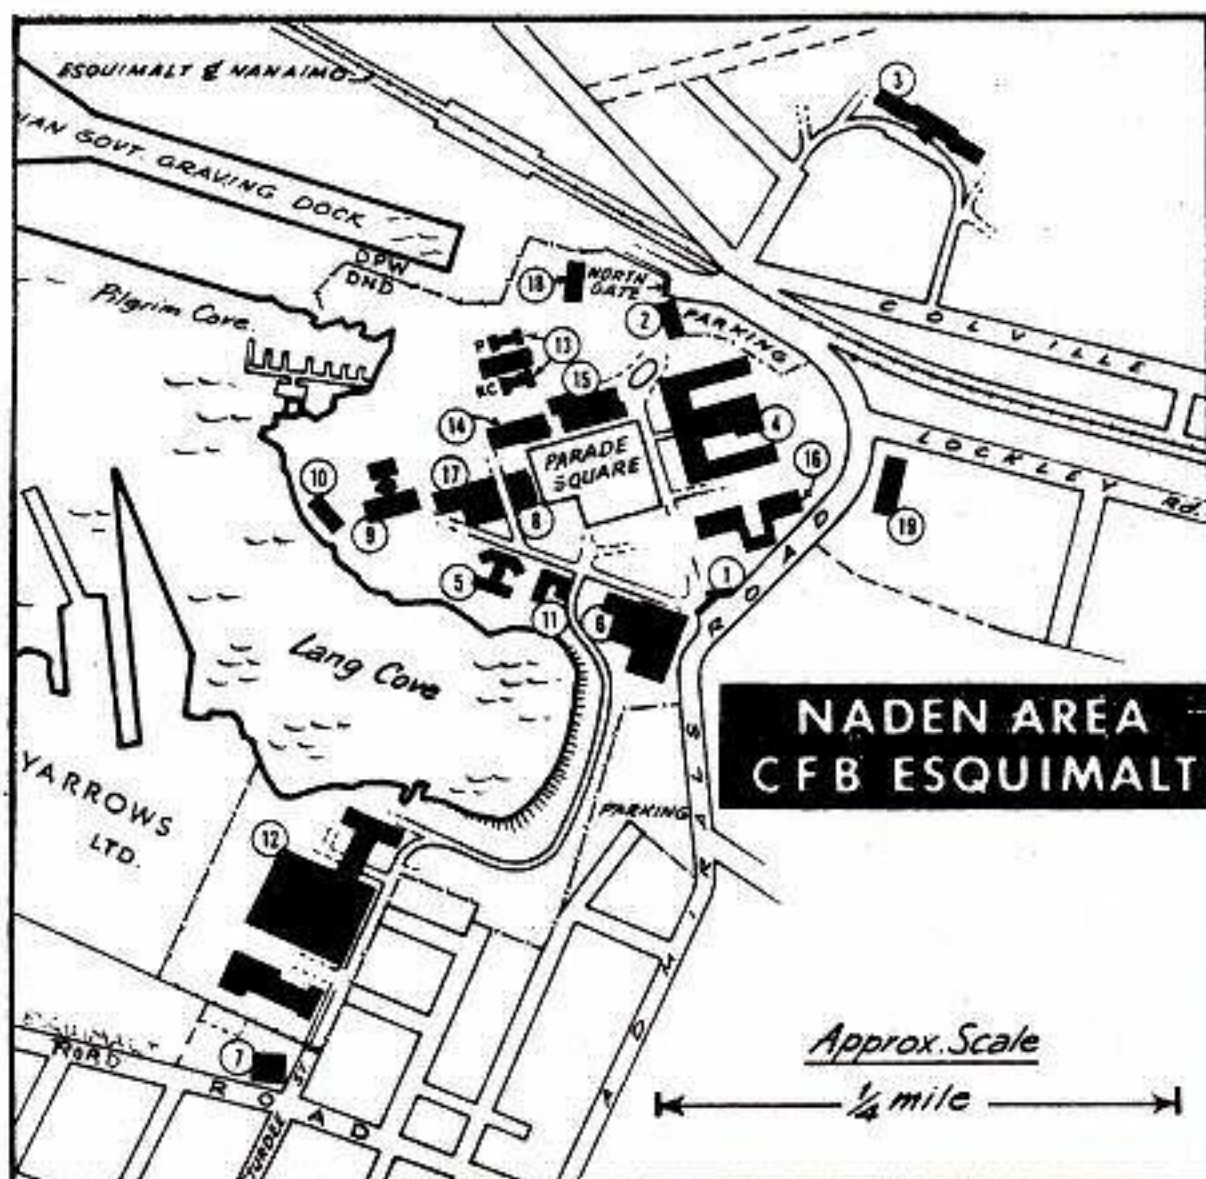 ESQUIMALT & NANAIMO
3
IAN GOVT. GRAVING DOCK
DPW
DND
Pilgrim Cove.
18
NORTH
GATE
2
PARKING
COLVILLE
P
13
RC
15
14
4
LOCKLEY Rd.
PARADE
SQUARE
16
10
17
9
8
19
5
11
6
1
Lang Cove
ADMIRALS ROAD
NADEN AREA
CFB ESQUIMALT
YARROWS
LTD.
PARKING
12
Approx. Scale
1/4 mile
ESQUIMALT
ROAD
7
ROAD
ST.